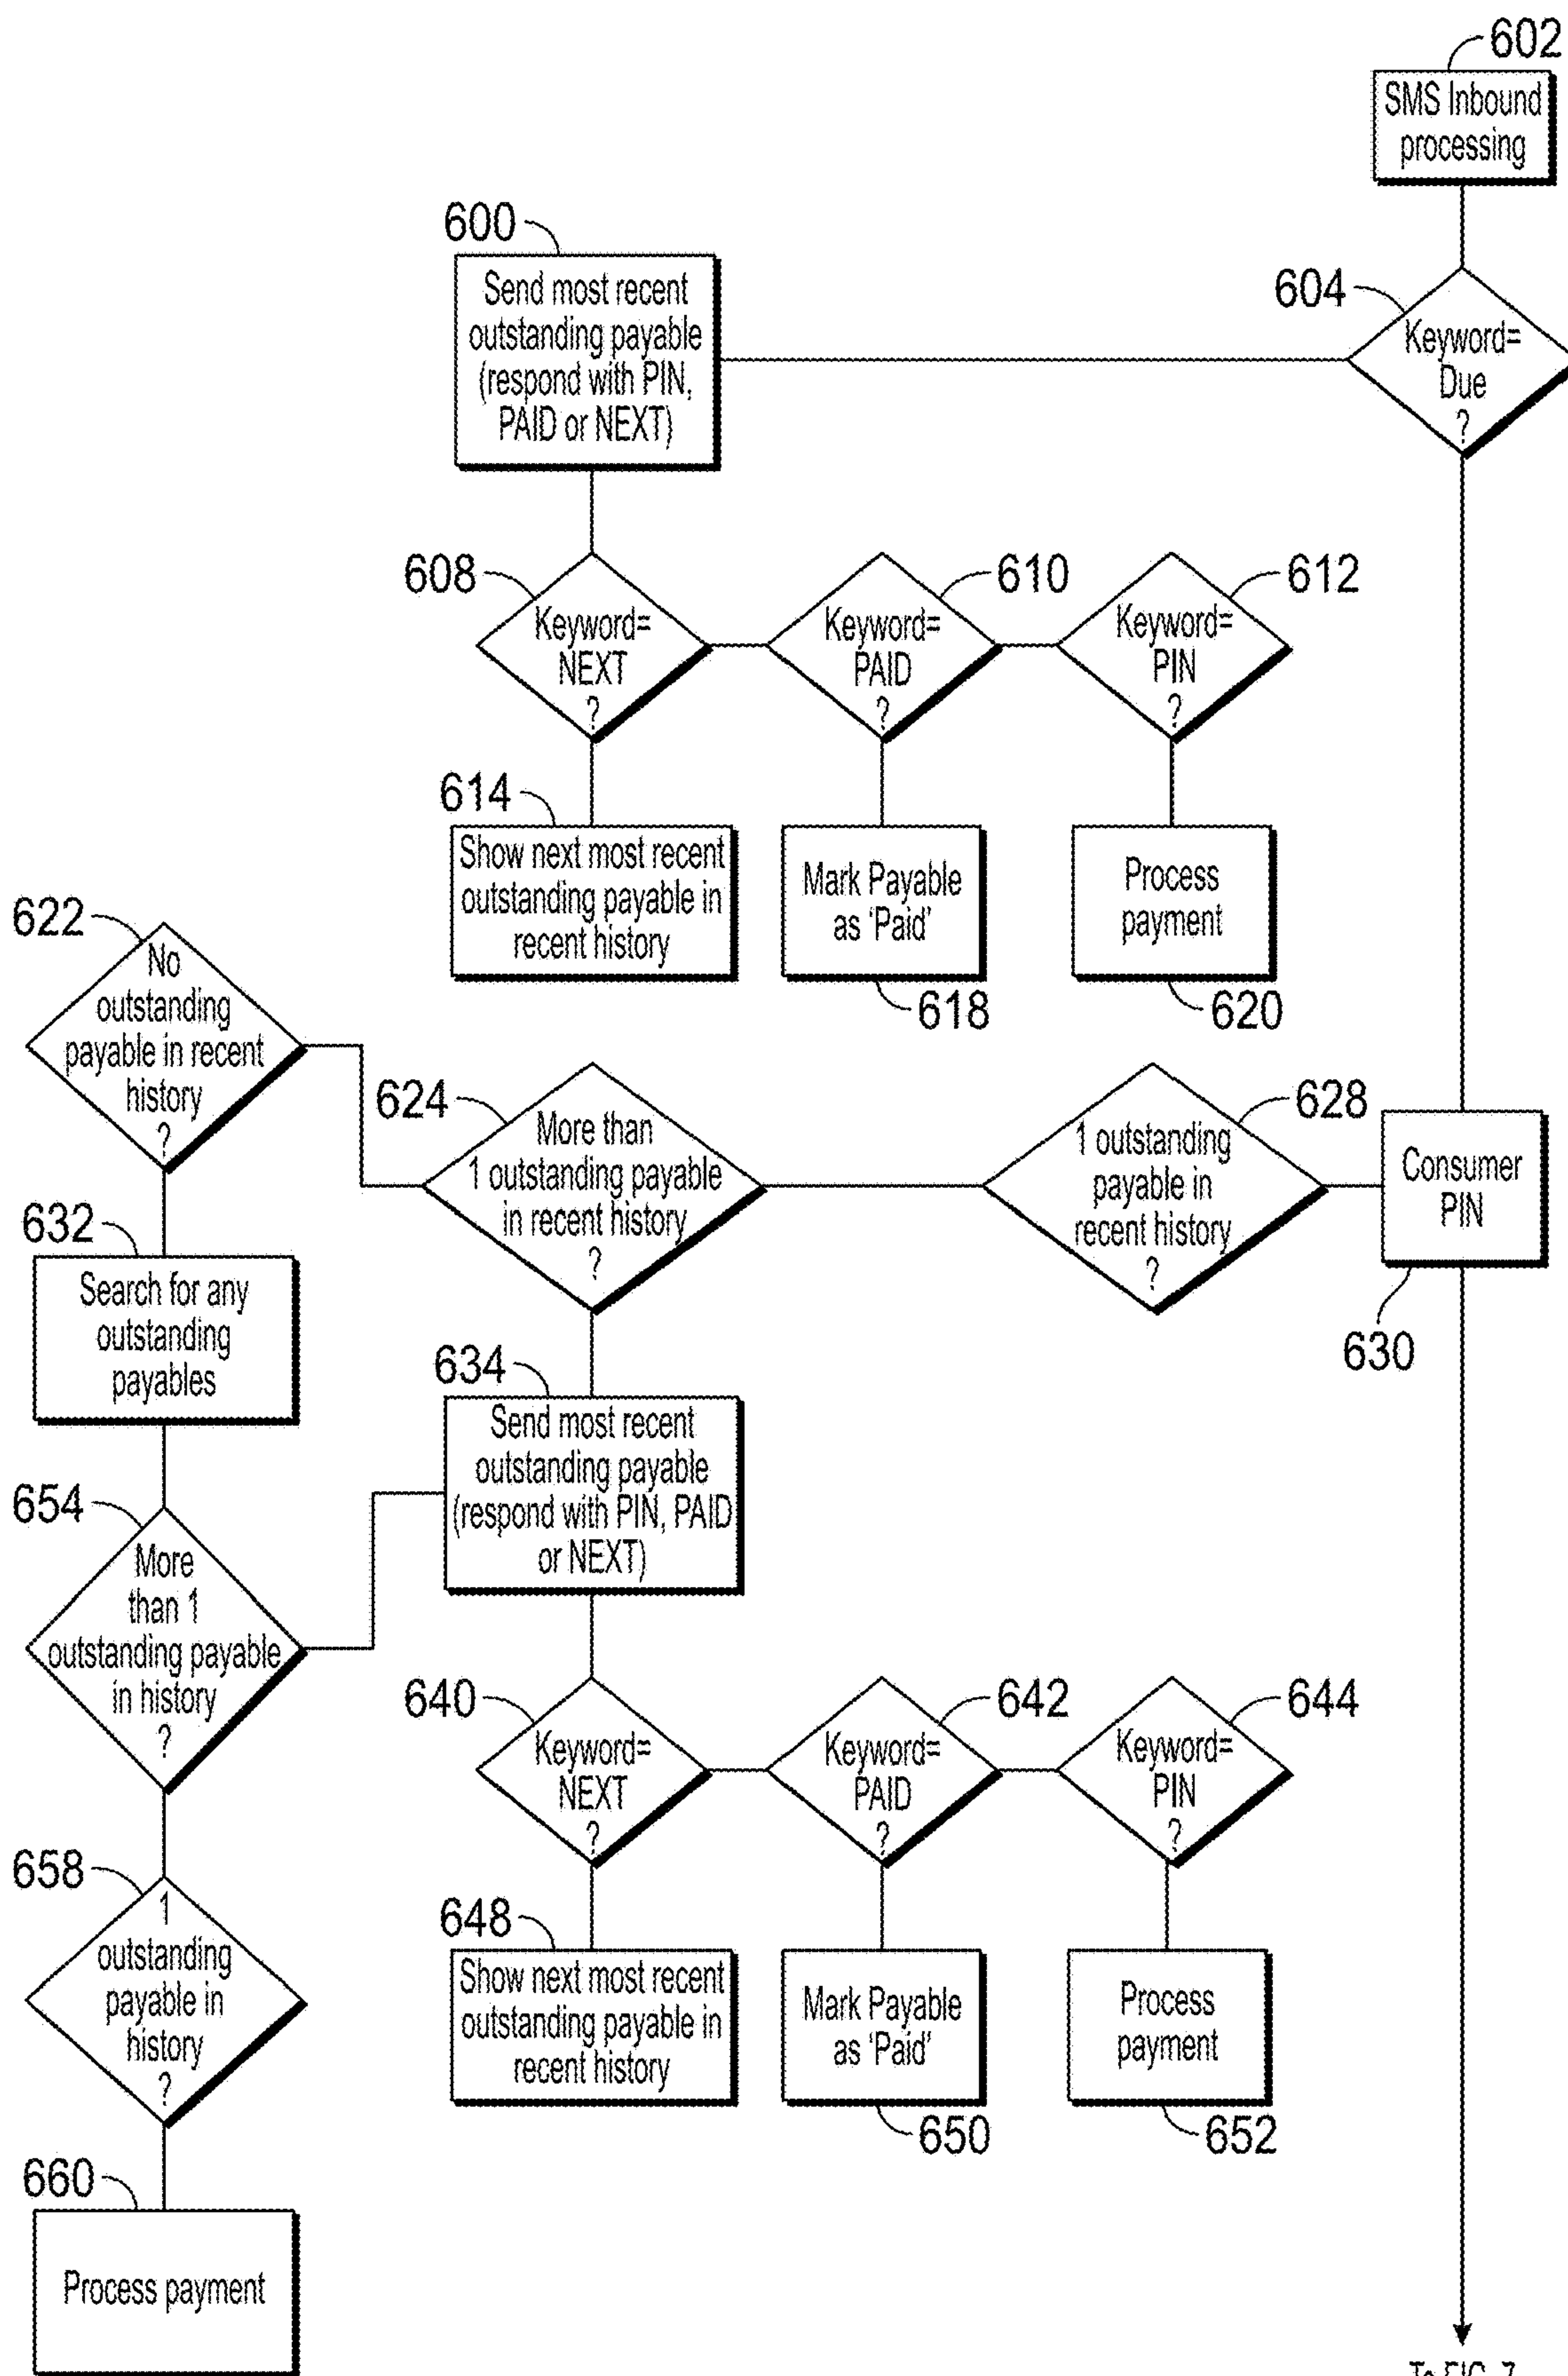 602
SMS Inbound
processing
600
Send most recent
outstanding payable
(respond with PIN,
PAID or NEXT)
604
Keyword=
Due
?
608
Keyword=
NEXT
?
610
Keyword=
PAID
?
612
Keyword=
PIN
?
614
Show next most recent
outstanding payable in
recent history
Mark Payable
as 'Paid'
618
Process
payment
620
622
No
outstanding
payable in recent
history
?
624
More than
1 outstanding payable
in recent history
?
628
1 outstanding
payable in
recent history
?
Consumer
PIN
630
632
Search for any
outstanding
payables
634
Send most recent
outstanding payable
(respond with PIN, PAID
or NEXT)
654
More
than 1
outstanding payable
in history
?
640
Keyword=
NEXT
?
642
Keyword=
PAID
?
644
Keyword=
PIN
?
658
1
outstanding
payable in
history
?
648
Show next most recent
outstanding payable in
recent history
Mark Payable
as 'Paid'
650
Process
payment
652
660
Process payment
To FIG. 7